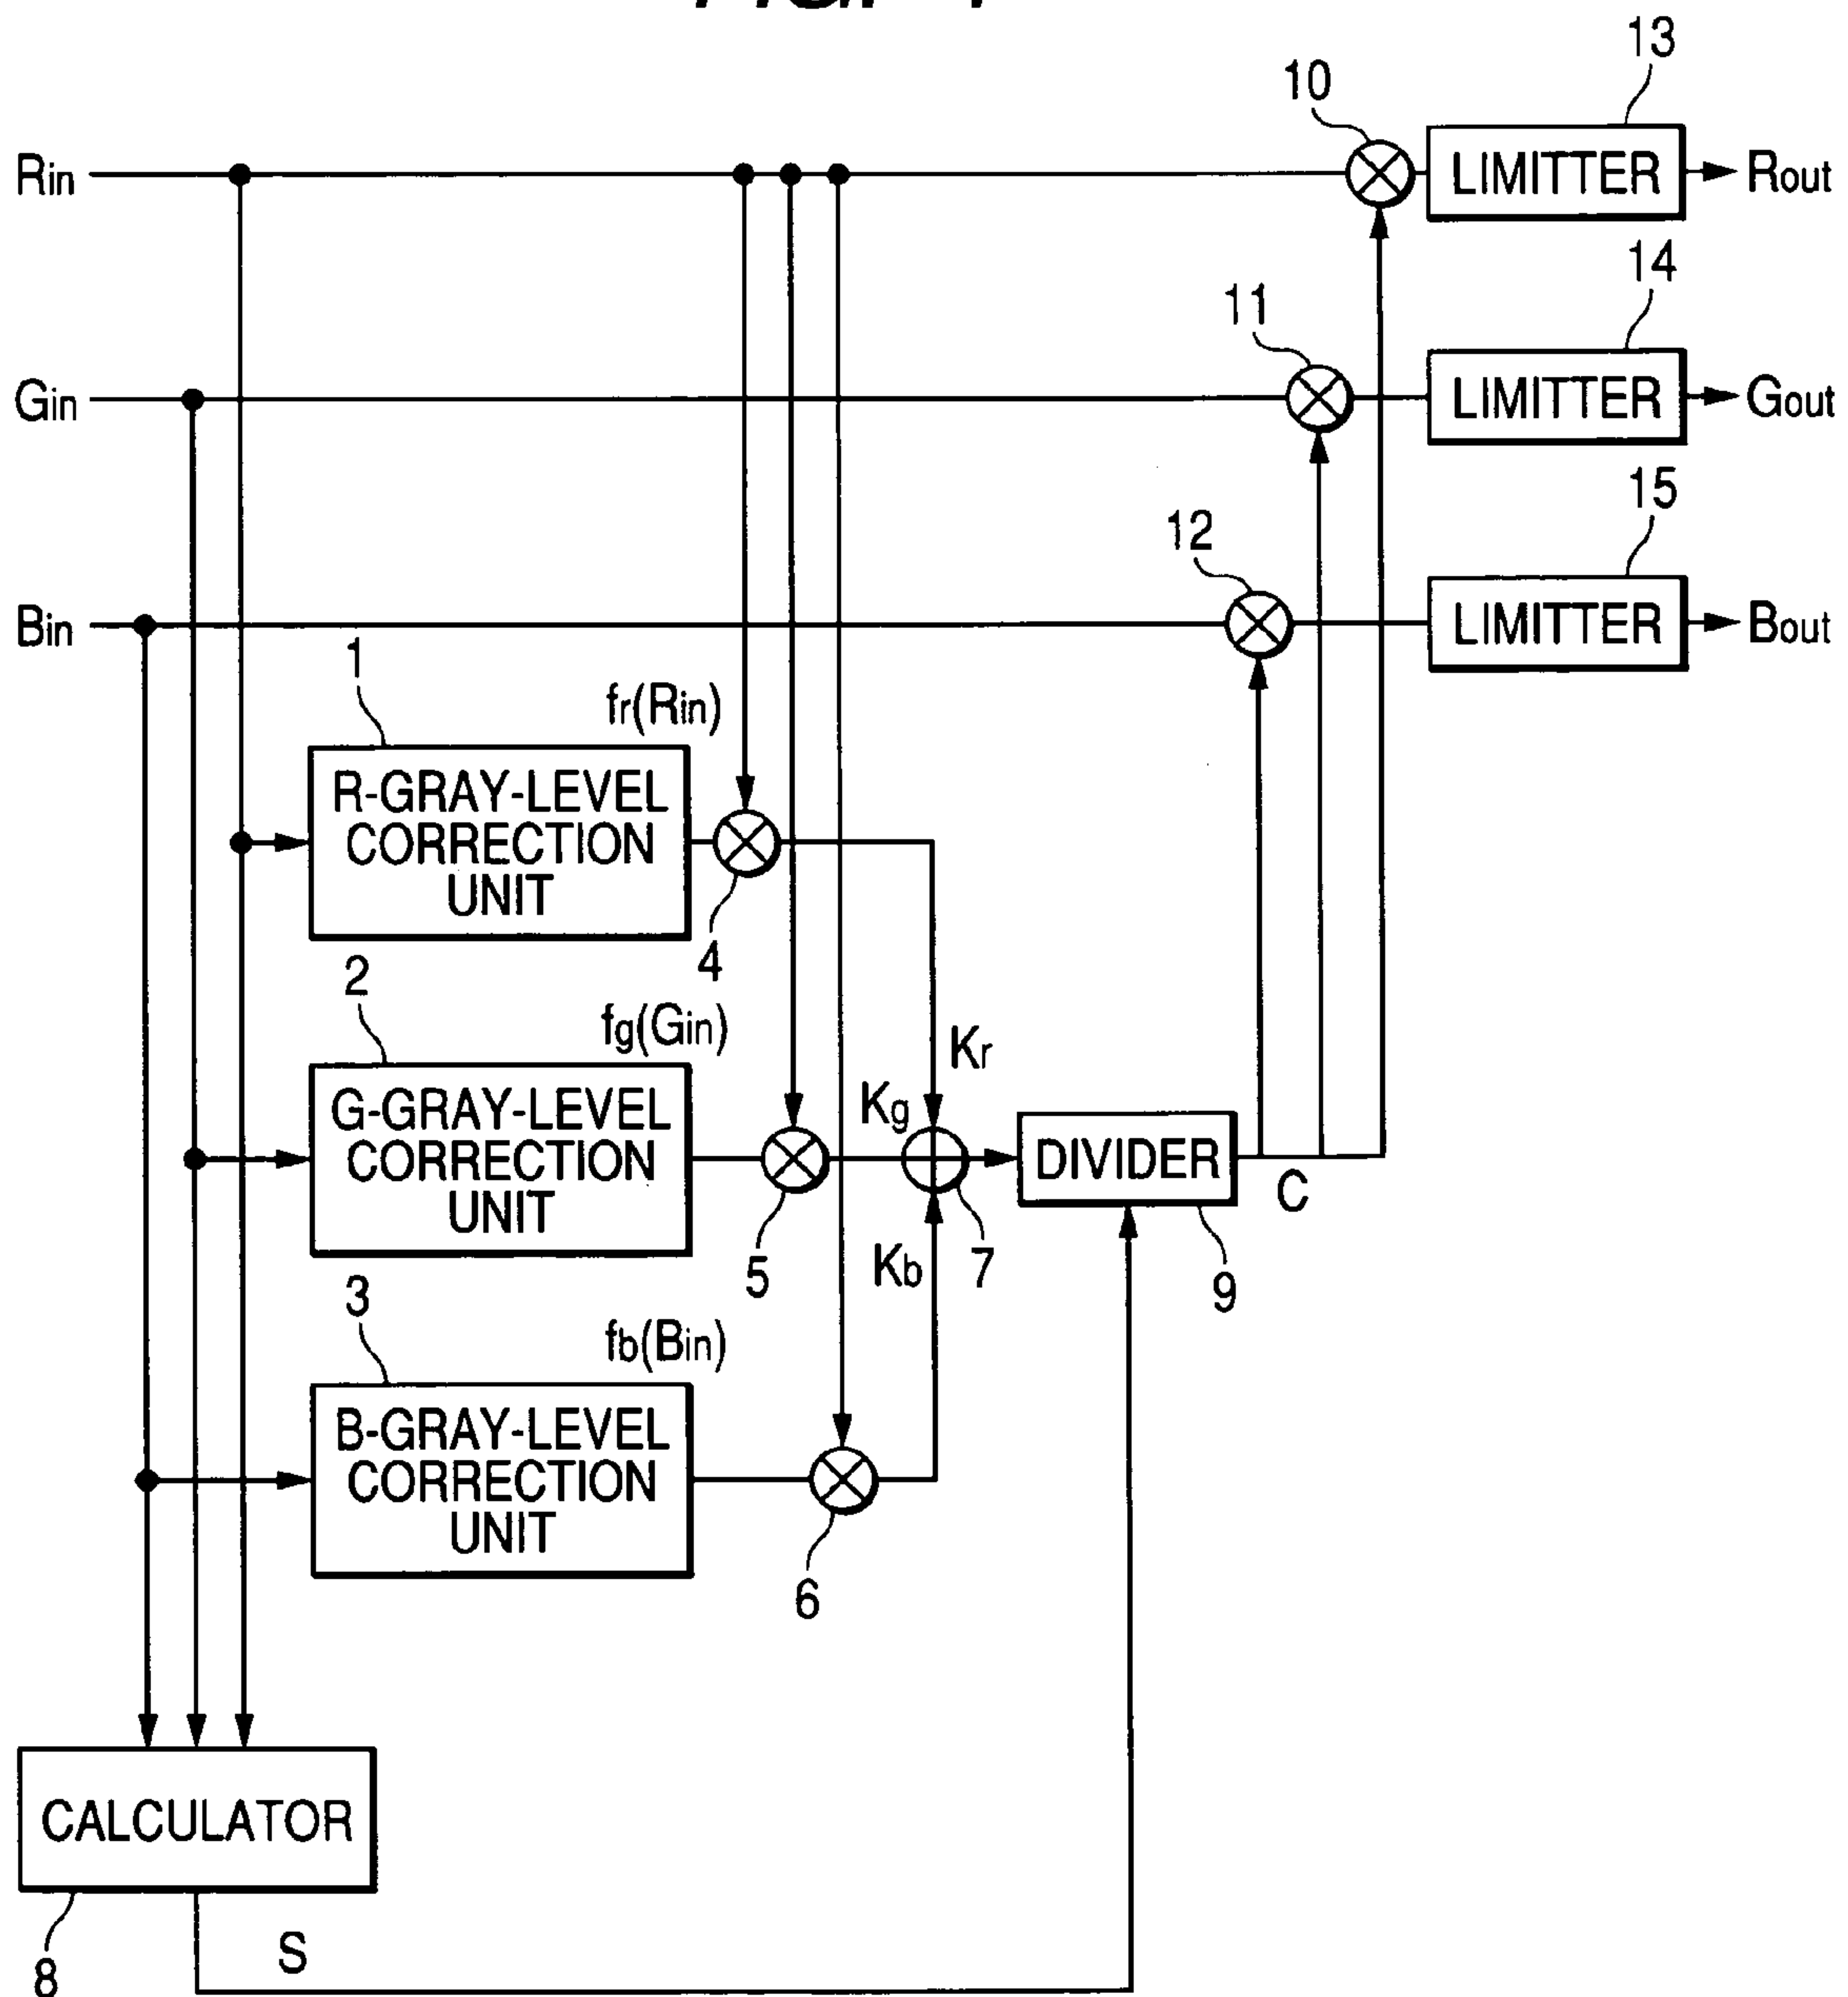 13
10
Rin
LIMITTER
Rout
14
11
Gin
LIMITTER
Gout
15
12
Bin
LIMITTER
Bout
1
fr(Rin)
R-GRAY-LEVEL
CORRECTION
UNIT
4
2
fg(Gin)
Kr
G-GRAY-LEVEL
CORRECTION
UNIT
Kg
DIVIDER
C
5
Kb
7
9
3
fb(Bin)
B-GRAY-LEVEL
CORRECTION
UNIT
6
CALCULATOR
S
8